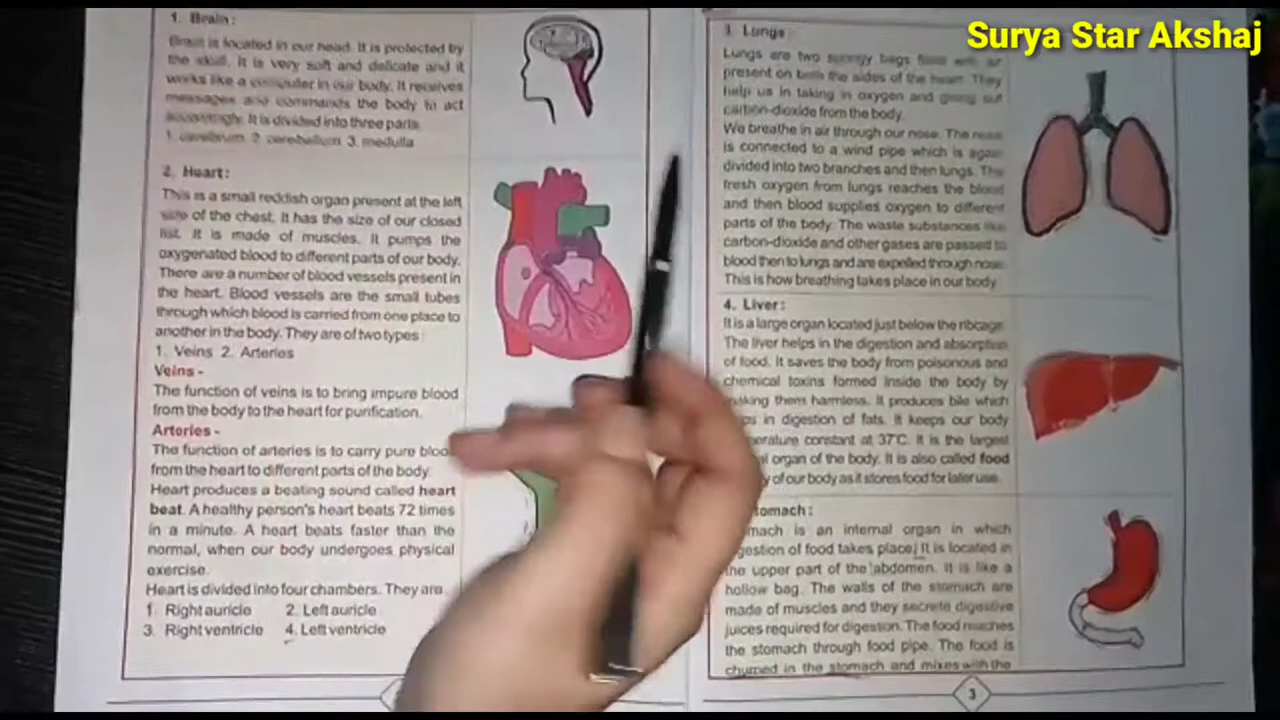 Surya Star Akshaj
1. Brain:
Brain is located in our head. It is protected by
the skull. It is very soft and delicate and it
works like a computer in our body. It receives
messages and commands the body to act
accordingly. It is divided into three parts.
1. cerebrum 2. cerebellum 3. medulla
2. Heart:
This is a small reddish organ present at the left
side of the chest. It has the size of our closed
fist. It is made of muscles. It pumps the
oxygenated blood to different parts of our body.
There are a number of blood vessels present in
the heart. Blood vessels are the small tubes
through which blood is carried from one place to
another in the body. They are of two types
1. Veins 2. Arteries
Veins -
The function of veins is to bring impure blood
from the body to the heart for purification.
Arteries -
The function of arteries is to carry pure bloo
from the heart to different parts of the body
Heart produces a beating sound called heart
beat. A healthy person's heart beats 72 times
in a minute. A heart beats faster than the
normal, when our body undergoes physical
exercise.
Heart is divided into four chambers. They are
1. Right auricle 2. Left auricle
3. Right ventricle 4. Left ventricle
3. Lungs
Lungs are two spongy bags with air
present on both the sides of the heart. They
help us in taking in oxygen and giving out
carbon-dioxide from the body.
We breathe in air through our nose. The nose
is connected to a wind pipe which is again
divided into two branches and then lungs. The
fresh oxygen from lungs reaches the blood
and then blood supplies oxygen to different
parts of the body. The waste substances like
carbon-dioxide and other gases are passed to
blood then to lungs and are expelled through nose
This is how breathing takes place in our body
4. Liver:
It is a large organ located just below the ribcage.
The liver helps in the digestion and absorption
of food. It saves the body from poisonous and
chemical toxins formed inside the body by
making them harmless. It produces bile which
ps in digestion of fats. It keeps our body
erature constant at 37°C. It is the largest
al organ of the body. It is also called food
y of our body as it stores food for later use.
tomach:
mach is an internal organ in which
gestion of food takes place. It is located in
the upper part of the abdomen. It is like a
hollow bag. The walls of the stomach are
made of muscles and they secrete digestive
juices required for digestion. The food reaches
the stomach through food pipe. The food is
churned in the stomach and mixes with the
3